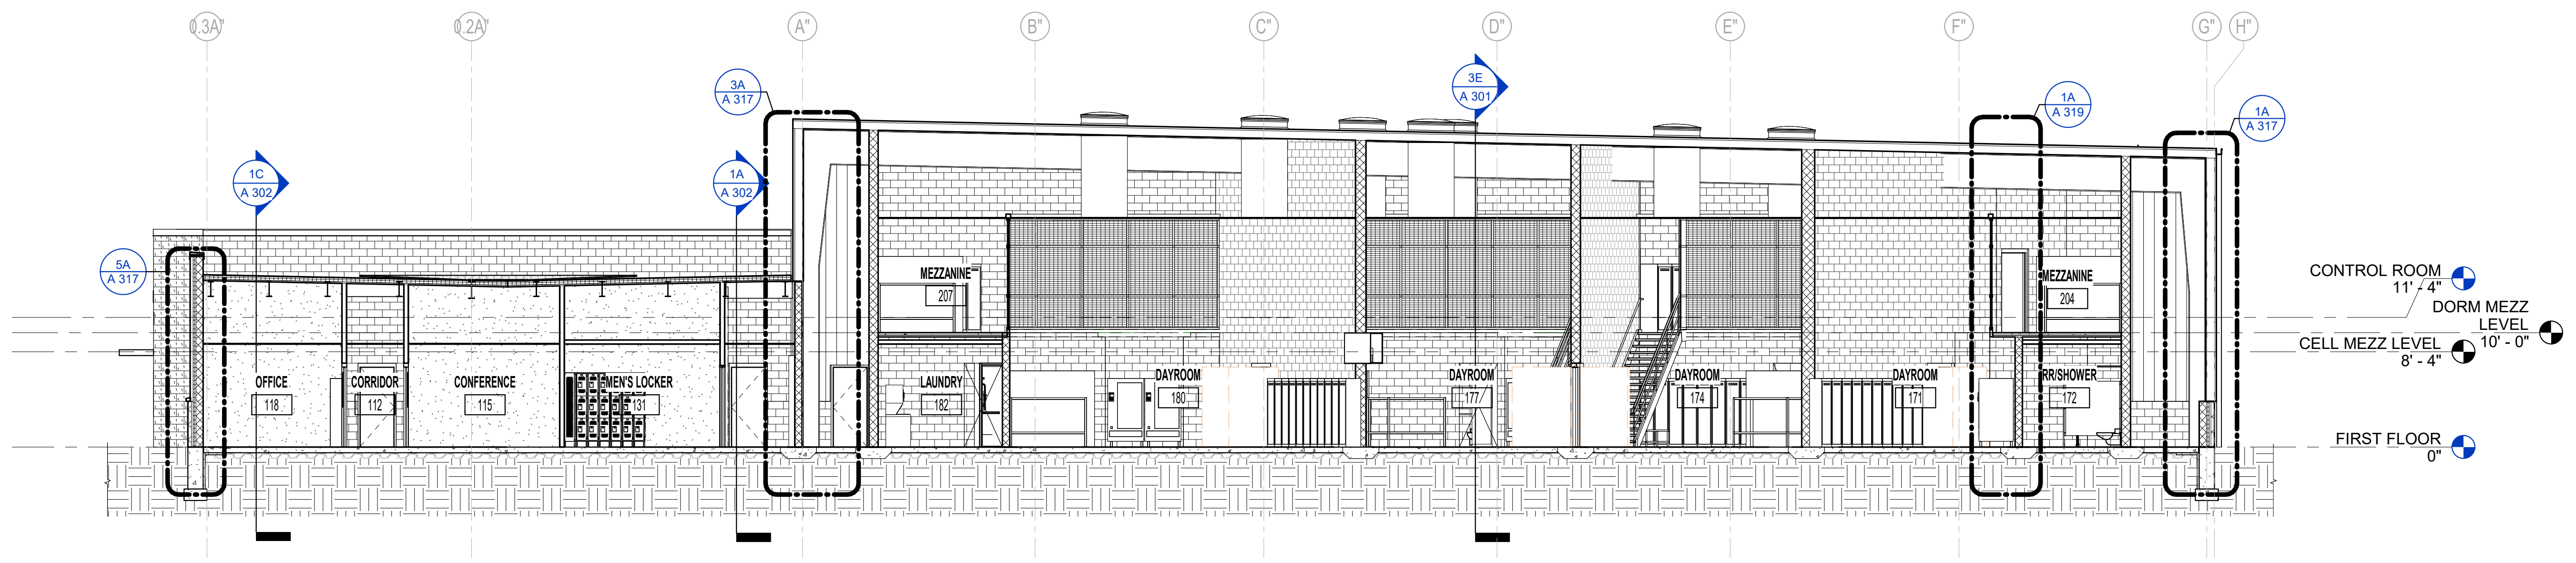 0.3A"
0.2A"
A"
B"
C"
D"
E"
F"
G"
H"
3A
A 317
3E
A 301
1A
A 319
1A
A 317
1C
A 302
1A
A 302
5A
A 317
MEZZANINE
207
MEZZANINE
204
CONTROL ROOM
11' - 4"
DORM MEZZ
LEVEL
10' - 0"
CELL MEZZ LEVEL
8' - 4"
OFFICE
118
CORRIDOR
112
CONFERENCE
115
MEN'S LOCKER
131
LAUNDRY
182
DAYROOM
180
DAYROOM
177
DAYROOM
174
DAYROOM
171
RR/SHOWER
172
FIRST FLOOR
0"